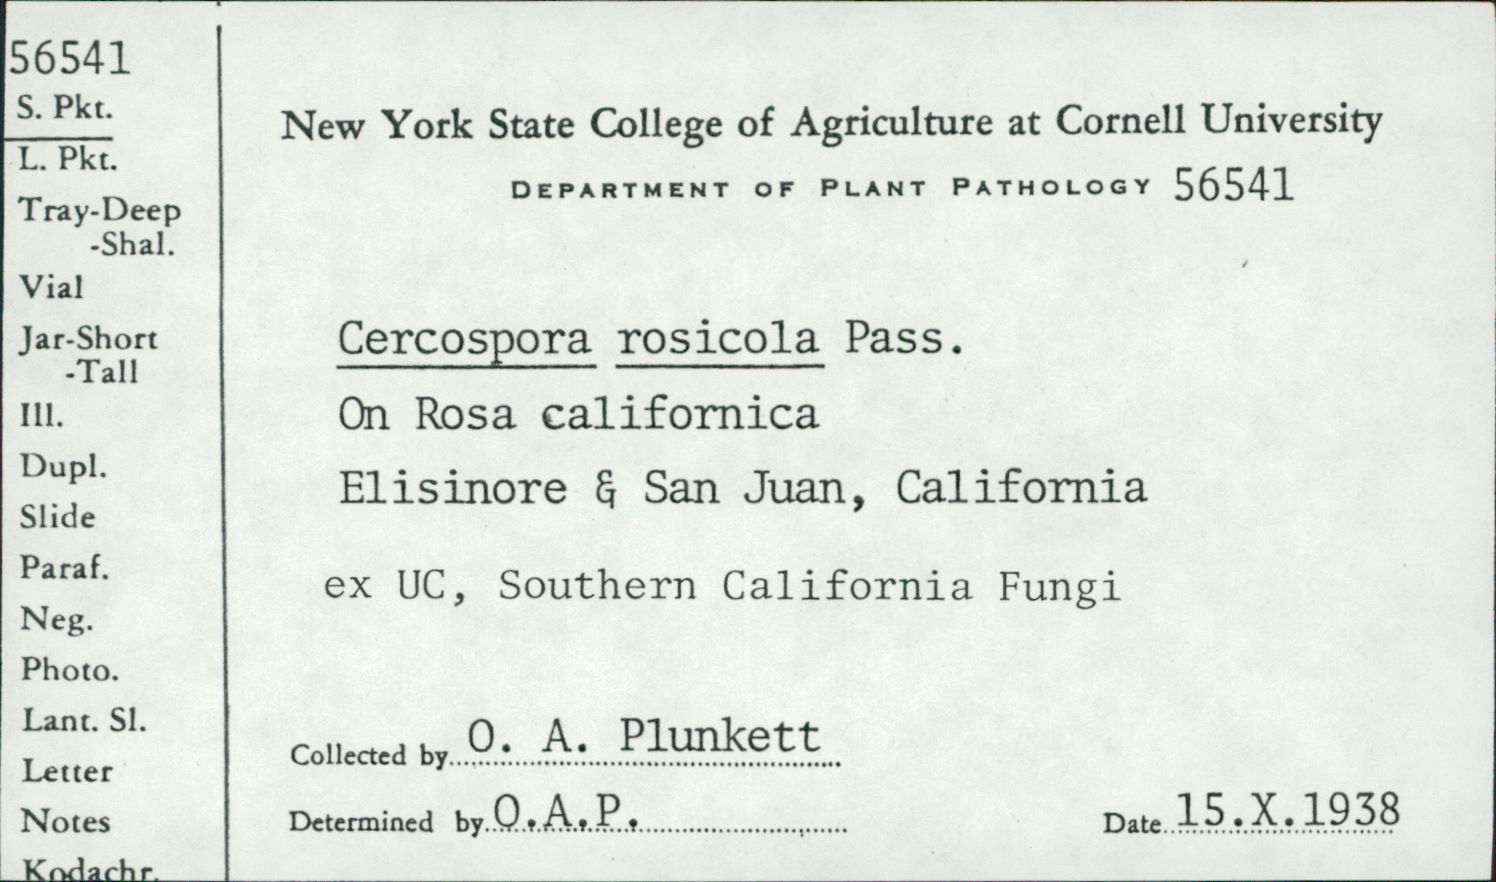 56541
S. Pkt.
L. Pkt.
Tray-Deep
-Shal.
Vial
Jar-Short
-Tall
Ill.
Dupl.
Slide
Paraf.
Neg.
Photo.
Lant. Sl.
Letter
Notes
Kodachr.
New York State College of Agriculture at Cornell University
DEPARTMENT OF PLANT PATHOLOGY 56541
Cercospora rosicola Pass.
On Rosa californica
Elisinore & San Juan, California
ex UC, Southern California Fungi
Collected by O. A. Plunkett
Determined by O.A.P.
Date 15.X.1938